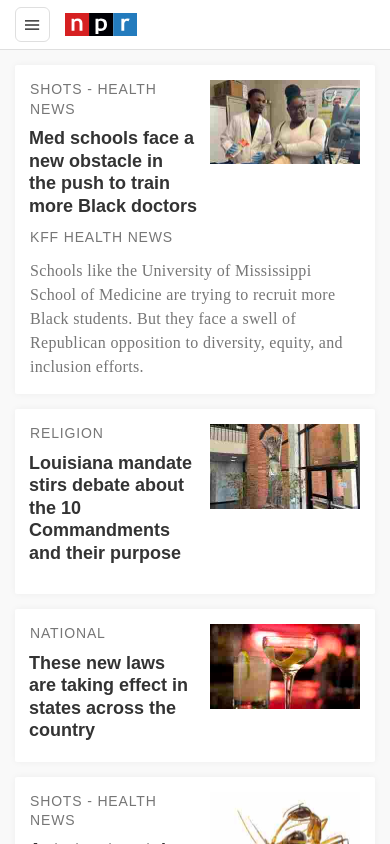 npr
SHOTS - HEALTH
NEWS
Med schools face a
new obstacle in
the push to train
more Black doctors
KFF HEALTH NEWS
Schools like the University of Mississippi
School of Medicine are trying to recruit more
Black students. But they face a swell of
Republican opposition to diversity, equity, and
inclusion efforts.
RELIGION
Louisiana mandate
stirs debate about
the 10
Commandments
and their purpose
NATIONAL
These new laws
are taking effect in
states across the
country
SHOTS - HEALTH
NEWS